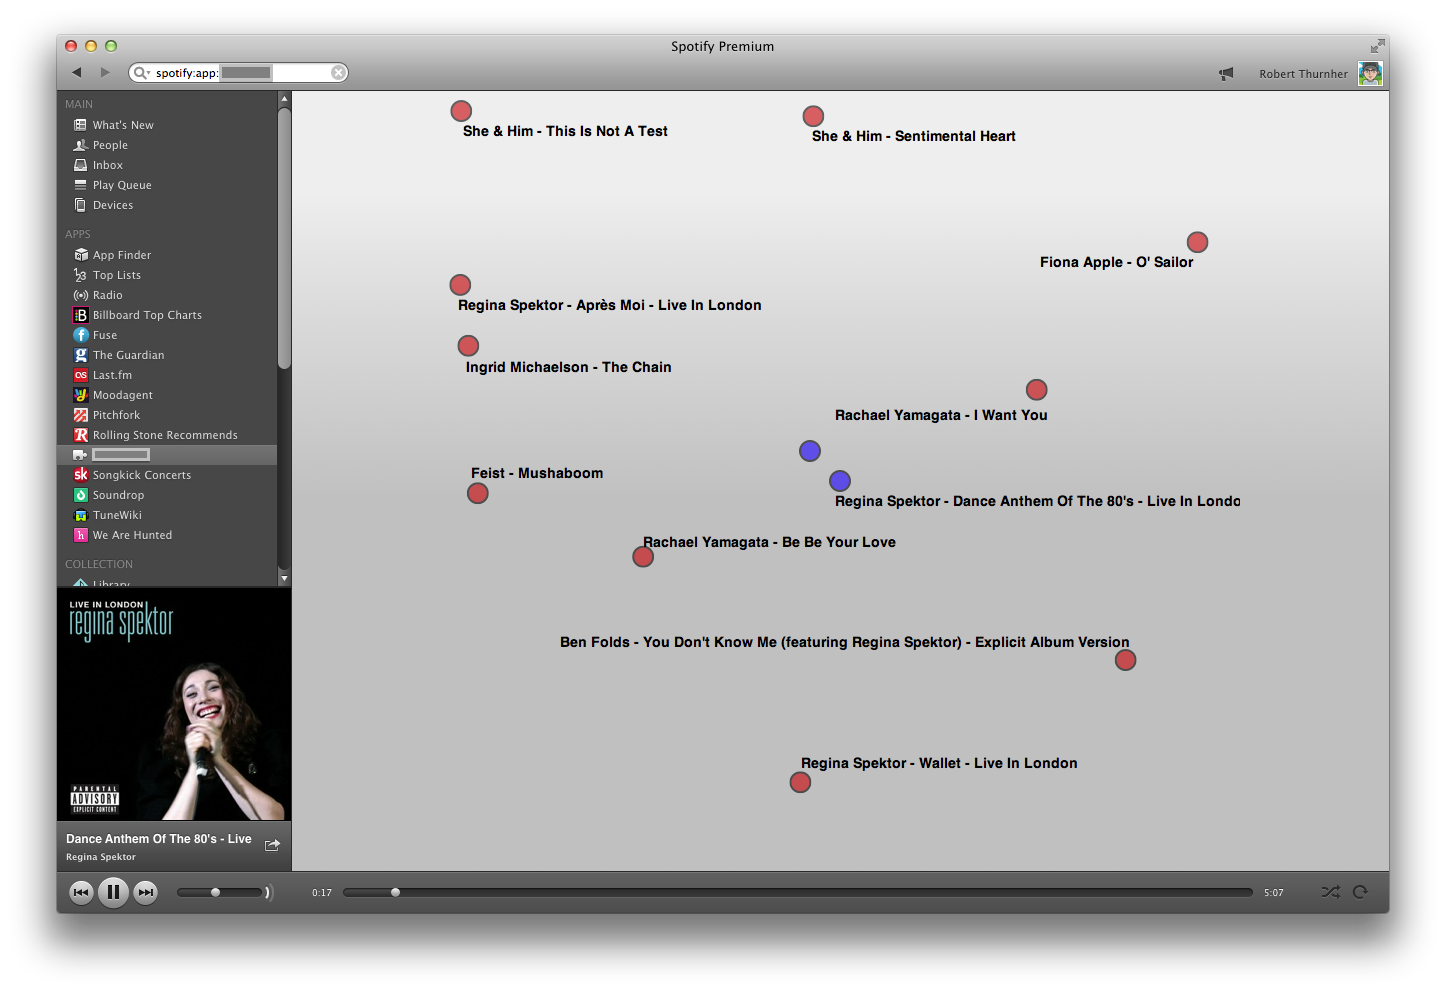 Spotify Premium
spotify:app:
Robert Thurnher
MAIN
What's New
People
Inbox
Play Queue
Devices
APPS
App Finder
Top Lists
Radio
Billboard Top Charts
Fuse
The Guardian
Last.fm
Moodagent
Pitchfork
Rolling Stone Recommends
Songkick Concerts
Soundrop
TuneWiki
We Are Hunted
COLLECTION
Library
LIVE IN LONDON
regina spektor
PARENTAL
ADVISORY
EXPLICIT CONTENT
Dance Anthem Of The 80's - Live
Regina Spektor
She & Him - This Is Not A Test
She & Him - Sentimental Heart
Fiona Apple - O' Sailor
Regina Spektor - Après Moi - Live In London
Ingrid Michaelson - The Chain
Rachael Yamagata - I Want You
Feist - Mushaboom
Regina Spektor - Dance Anthem Of The 80's - Live In Londo
Rachael Yamagata - Be Be Your Love
Ben Folds - You Don't Know Me (featuring Regina Spektor) - Explicit Album Version
Regina Spektor - Wallet - Live In London
0:17
5:07